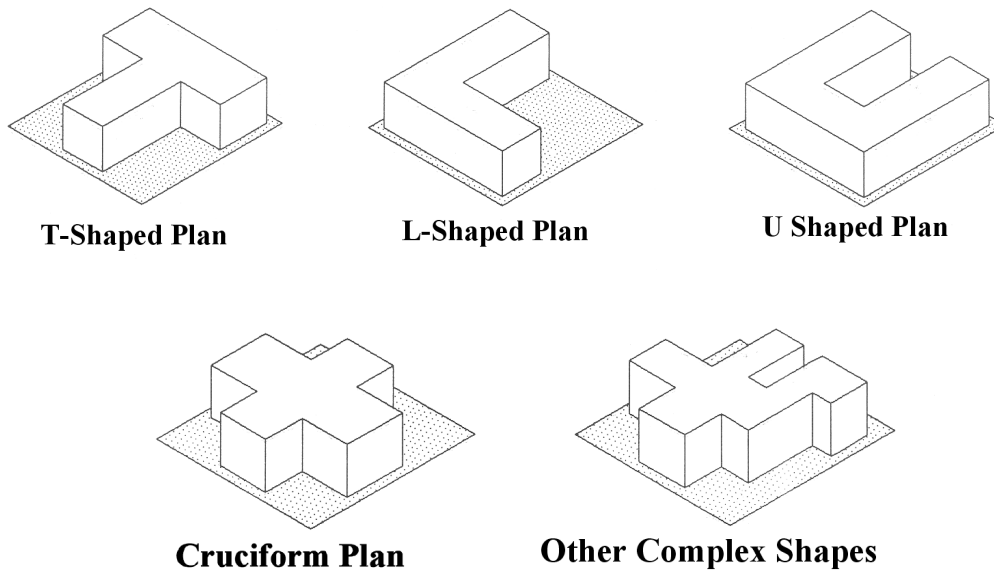 T-Shaped Plan
L-Shaped Plan
U Shaped Plan
Cruciform Plan
Other Complex Shapes